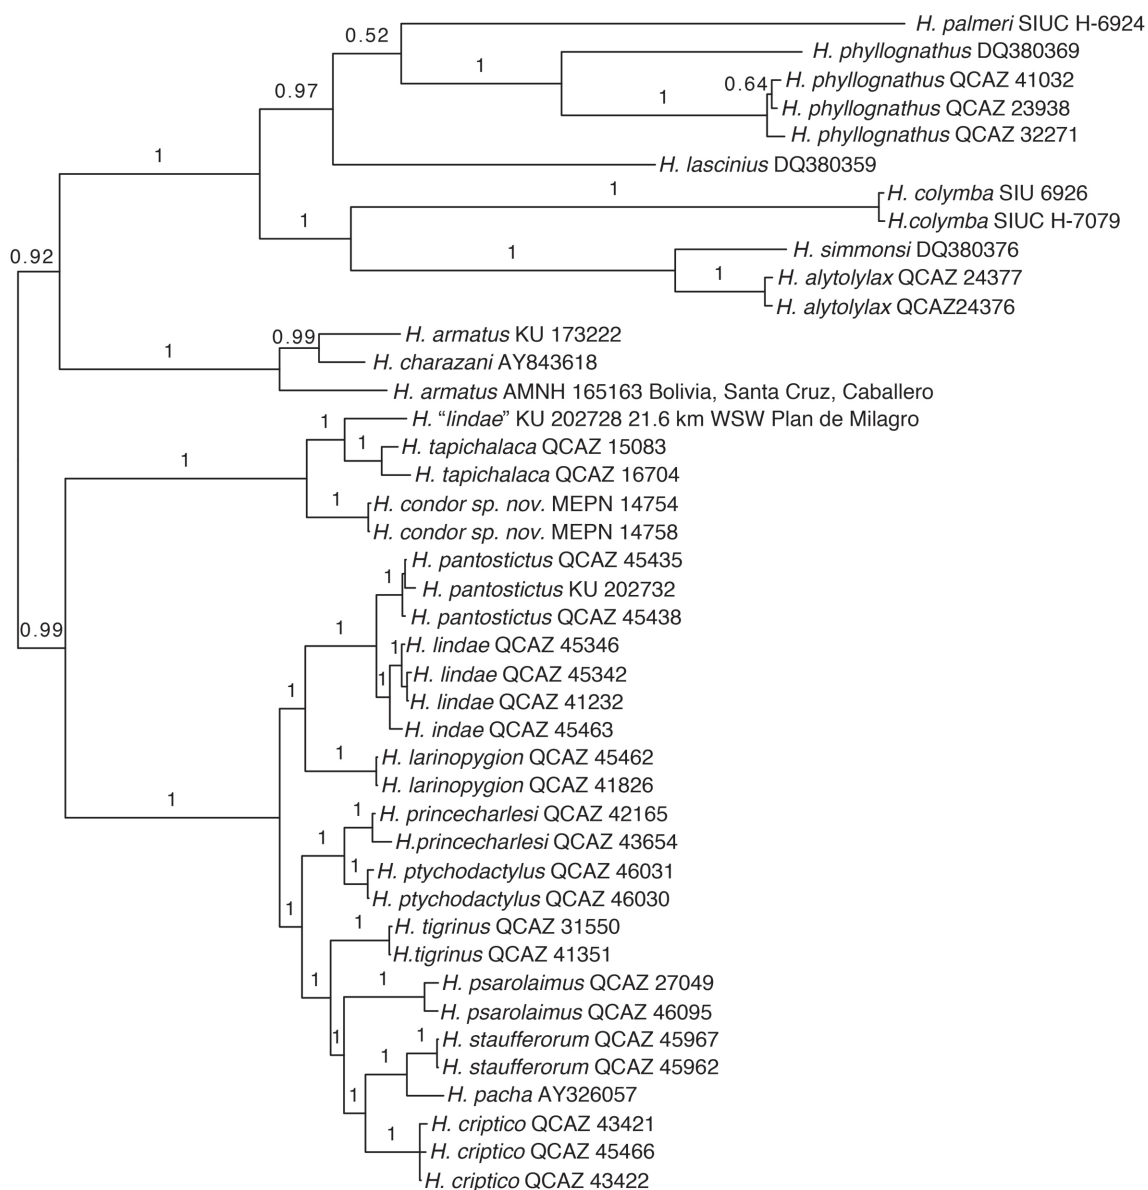 H. palmeri SIUC H-6924
0.52
H. phyllognathus DQ380369
1
H. phyllognathus QCAZ 41032
0.64
0.97
1
H. phyllognathus QCAZ 23938
H. phyllognathus QCAZ 32271
1
H. lascinius DQ380359
1
H. colymba SIU 6926
H.colymba SIUC H-7079
1
H. simmonsi DQ380376
1
0.92
1
H. alytolylax QCAZ 24377
H. alytolylax QCAZ24376
H. armatus KU 173222
0.99
1
H. charazani AY843618
H. armatus AMNH 165163 Bolivia, Santa Cruz, Caballero
1
H. “lindae” KU 202728 21.6 km WSW Plan de Milagro
1
H. tapichalaca QCAZ 15083
1
H. tapichalaca QCAZ 16704
1
H. condor sp. nov. MEPN 14754
H. condor sp. nov. MEPN 14758
H. pantostictus QCAZ 45435
1
H. pantostictus KU 202732
H. pantostictus QCAZ 45438
0.99
1
1
H. lindae QCAZ 45346
1
H. lindae QCAZ 45342
1
H. lindae QCAZ 41232
H. indae QCAZ 45463
1
H. larinopygion QCAZ 45462
H. larinopygion QCAZ 41826
1
1
H. princecharlesi QCAZ 42165
1
H.princecharlesi QCAZ 43654
1
H. ptychodactylus QCAZ 46031
H. ptychodactylus QCAZ 46030
1
1
H. tigrinus QCAZ 31550
H.tigrinus QCAZ 41351
1
1
H. psarolaimus QCAZ 27049
H. psarolaimus QCAZ 46095
1
1
H. staufferorum QCAZ 45967
1
H. staufferorum QCAZ 45962
1
H. pacha AY326057
H. criptico QCAZ 43421
1
H. criptico QCAZ 45466
H. criptico QCAZ 43422